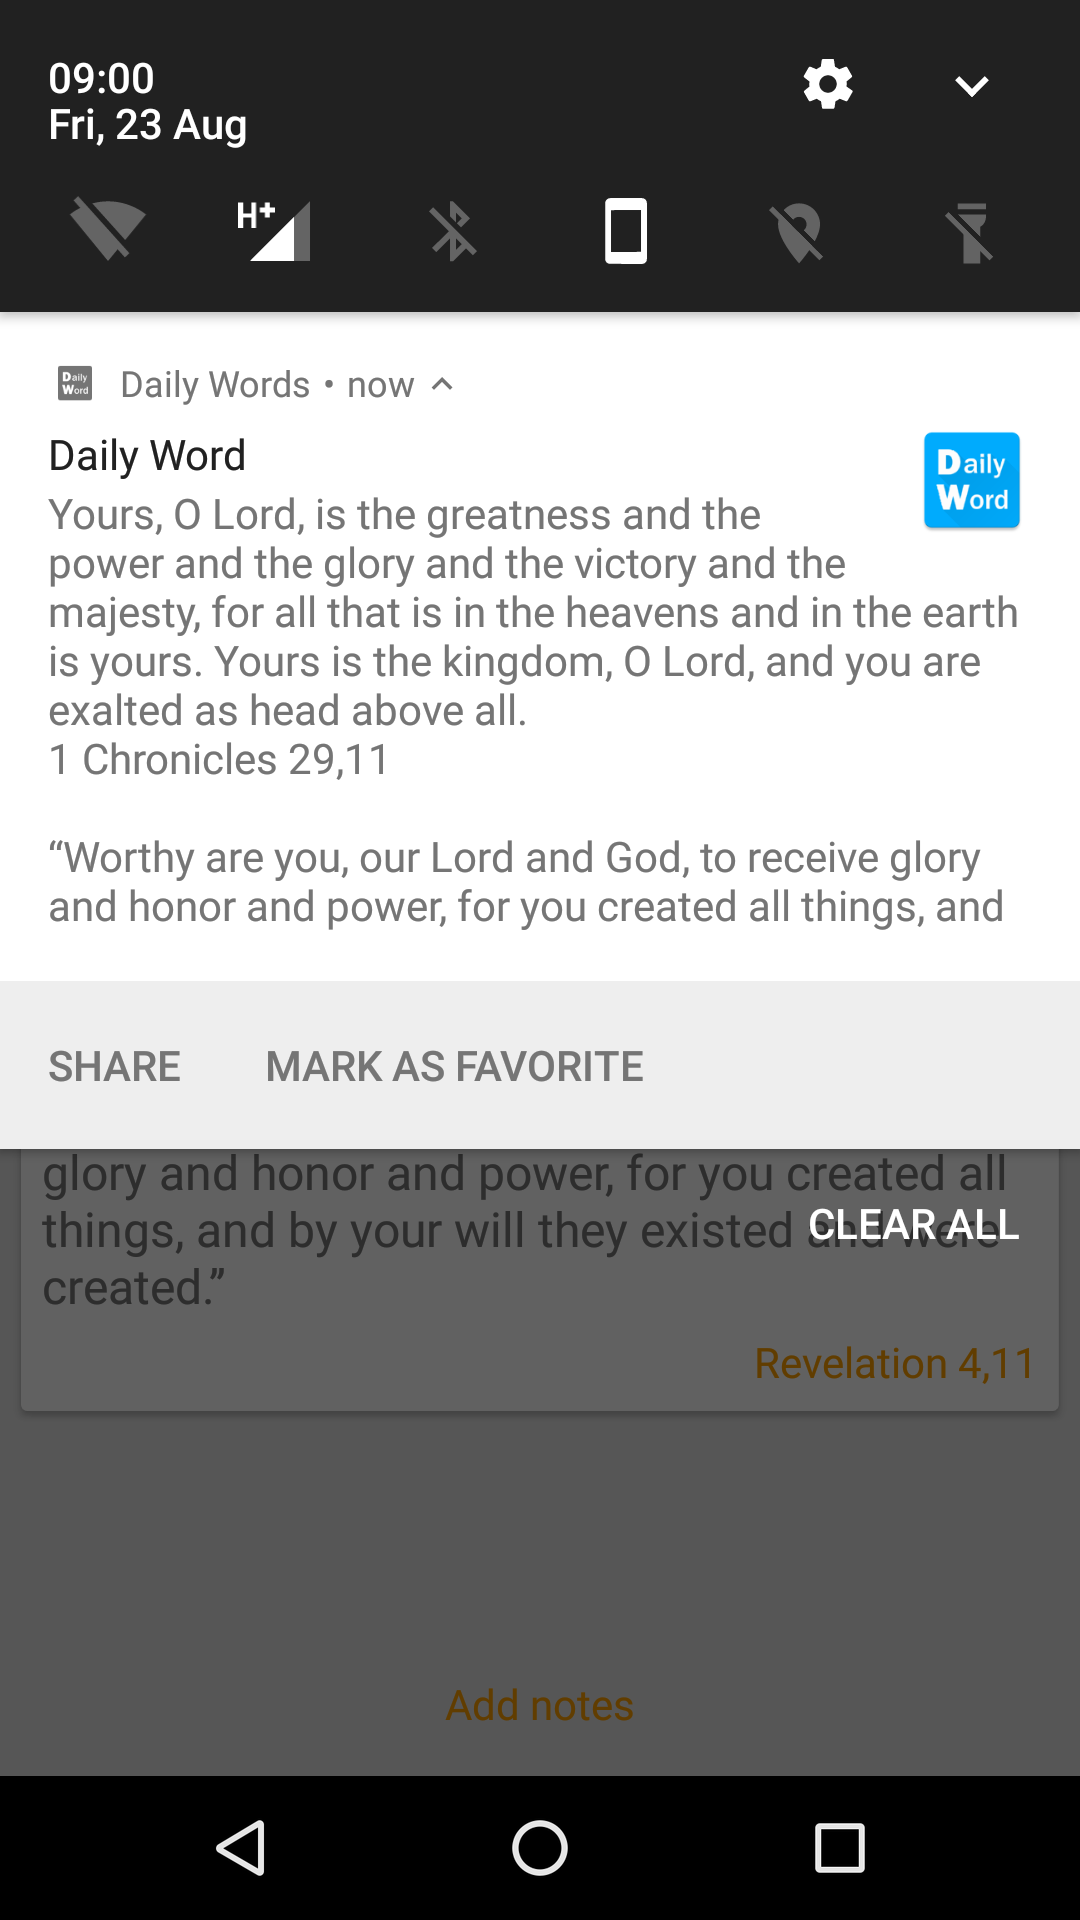 09:00
Fri, 23 Aug
H+
Daily Word
Daily Words • now
Daily Word
Daily
Word
Yours, O Lord, is the greatness and the
power and the glory and the victory and the
majesty, for all that is in the heavens and in the earth
is yours. Yours is the kingdom, O Lord, and you are
exalted as head above all.
1 Chronicles 29,11
“Worthy are you, our Lord and God, to receive glory
and honor and power, for you created all things, and
SHARE MARK AS FAVORITE
glory and honor and power, for you created all
things, and by your will they existed and were
CLEAR ALL
created.”
Revelation 4,11
Add notes